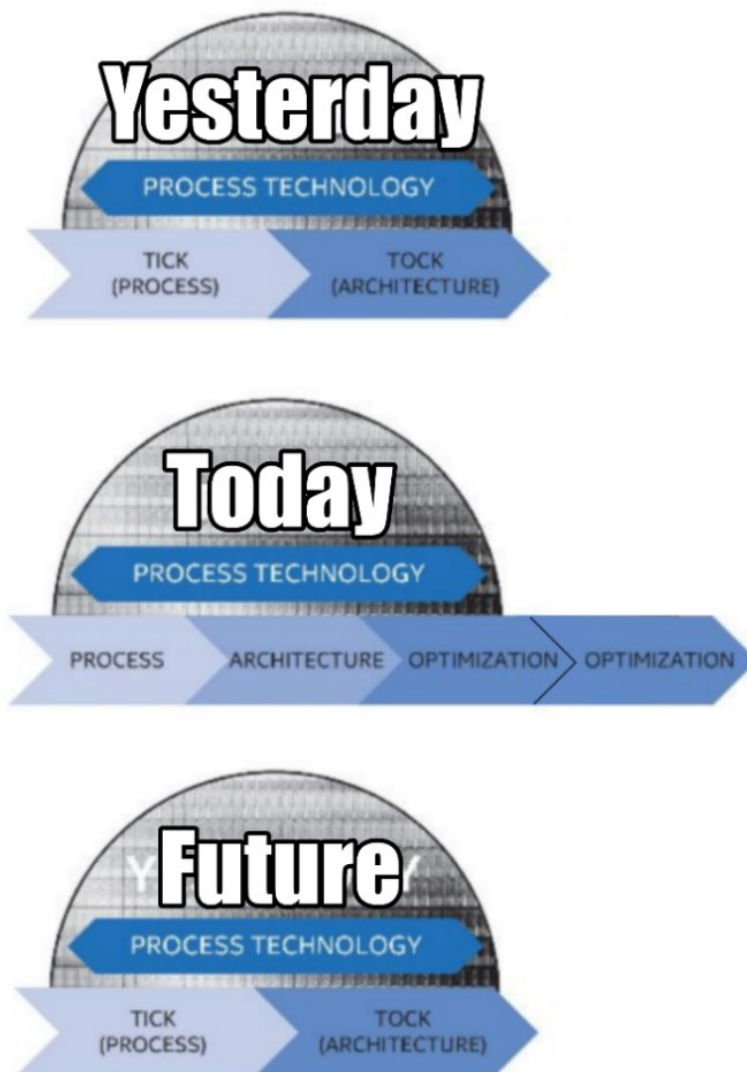 Yesterday
PROCESS TECHNOLOGY
TICK
(PROCESS)
TOCK
(ARCHITECTURE)
Today
PROCESS TECHNOLOGY
PROCESS
ARCHITECTURE
OPTIMIZATION
OPTIMIZATION
Future
PROCESS TECHNOLOGY
TICK
(PROCESS)
TOCK
(ARCHITECTURE)